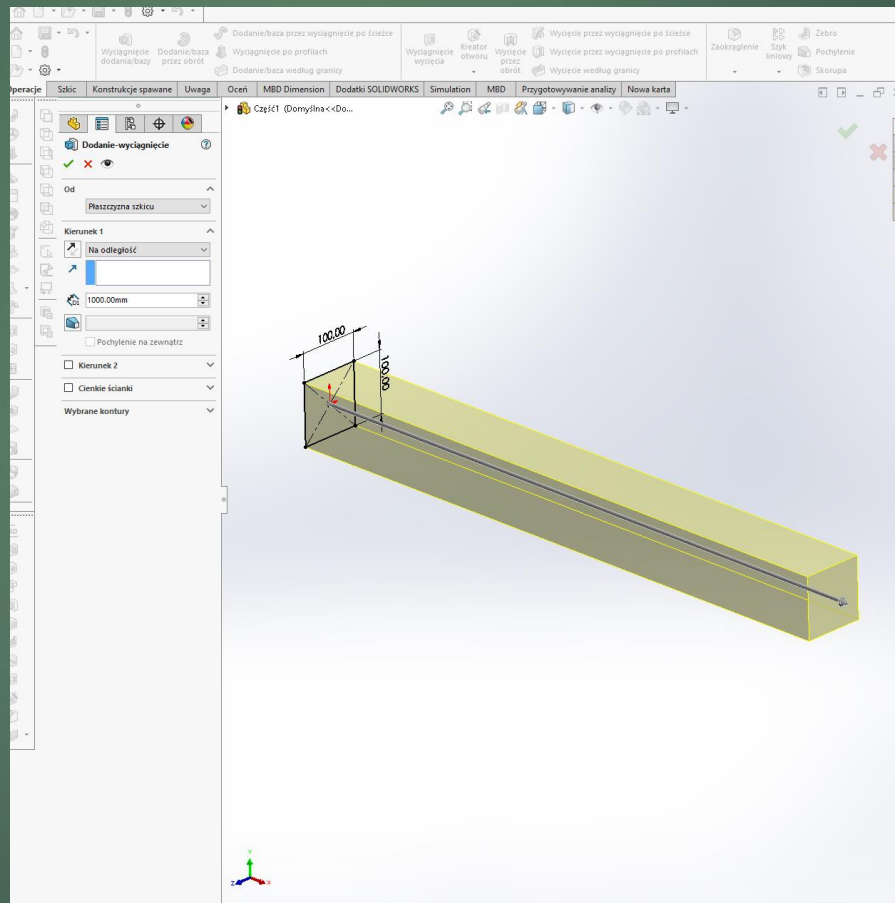 Wyciągnięcie dodania/bazy
Dodanie/baza przez obrót
Dodanie/baza przez wyciągnięcie po ścieżce
Wyciągnięcie po profilach
Dodanie/baza według granicy
Wyciągnięcie wycięcia
Kreator otworu
Wycięcie przez obrót
Wycięcie przez wyciągnięcie po ścieżce
Wycięcie przez wyciągnięcie po profilach
Wycięcie według granicy
Zaokrąglenie
Szyk liniowy
Żebro
Pochylenie
Skorupa
Operacje Szkic Konstrukcje spawane Uwaga Oceń MBD Dimension Dodatki SOLIDWORKS Simulation MBD Przygotowywanie analizy Nowa karta
Część1 (Domyślna<<Do...
Dodanie-wyciągnięcie
Od
Płaszczyzna szkicu
Kierunek 1
Na odległość
D1
1000.00mm
Pochylenie na zewnątrz
Kierunek 2
Cienkie ścianki
Wybrane kontury
100,00
100,00
Y
Z
X